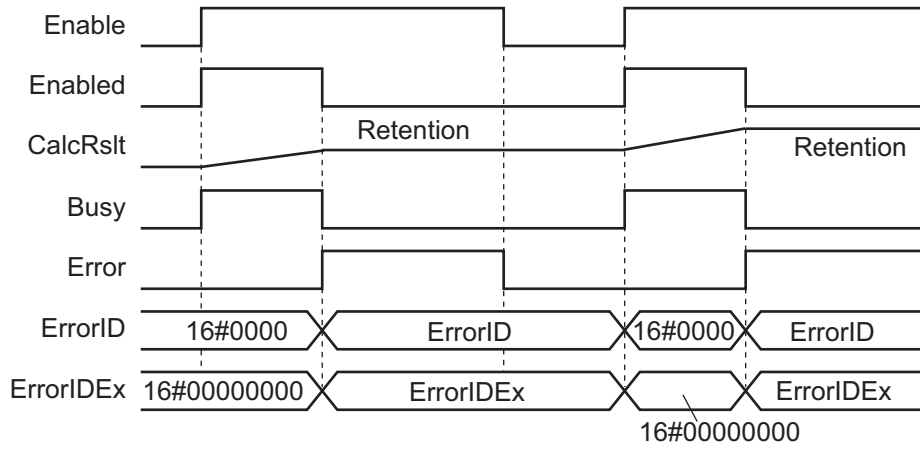 Enable
Enabled
CalcRslt Retention Retention
Busy
Error
ErrorID 16#0000 ErrorID 16#0000 ErrorID
ErrorIDEx 16#00000000 ErrorIDEx ErrorIDEx
16#00000000